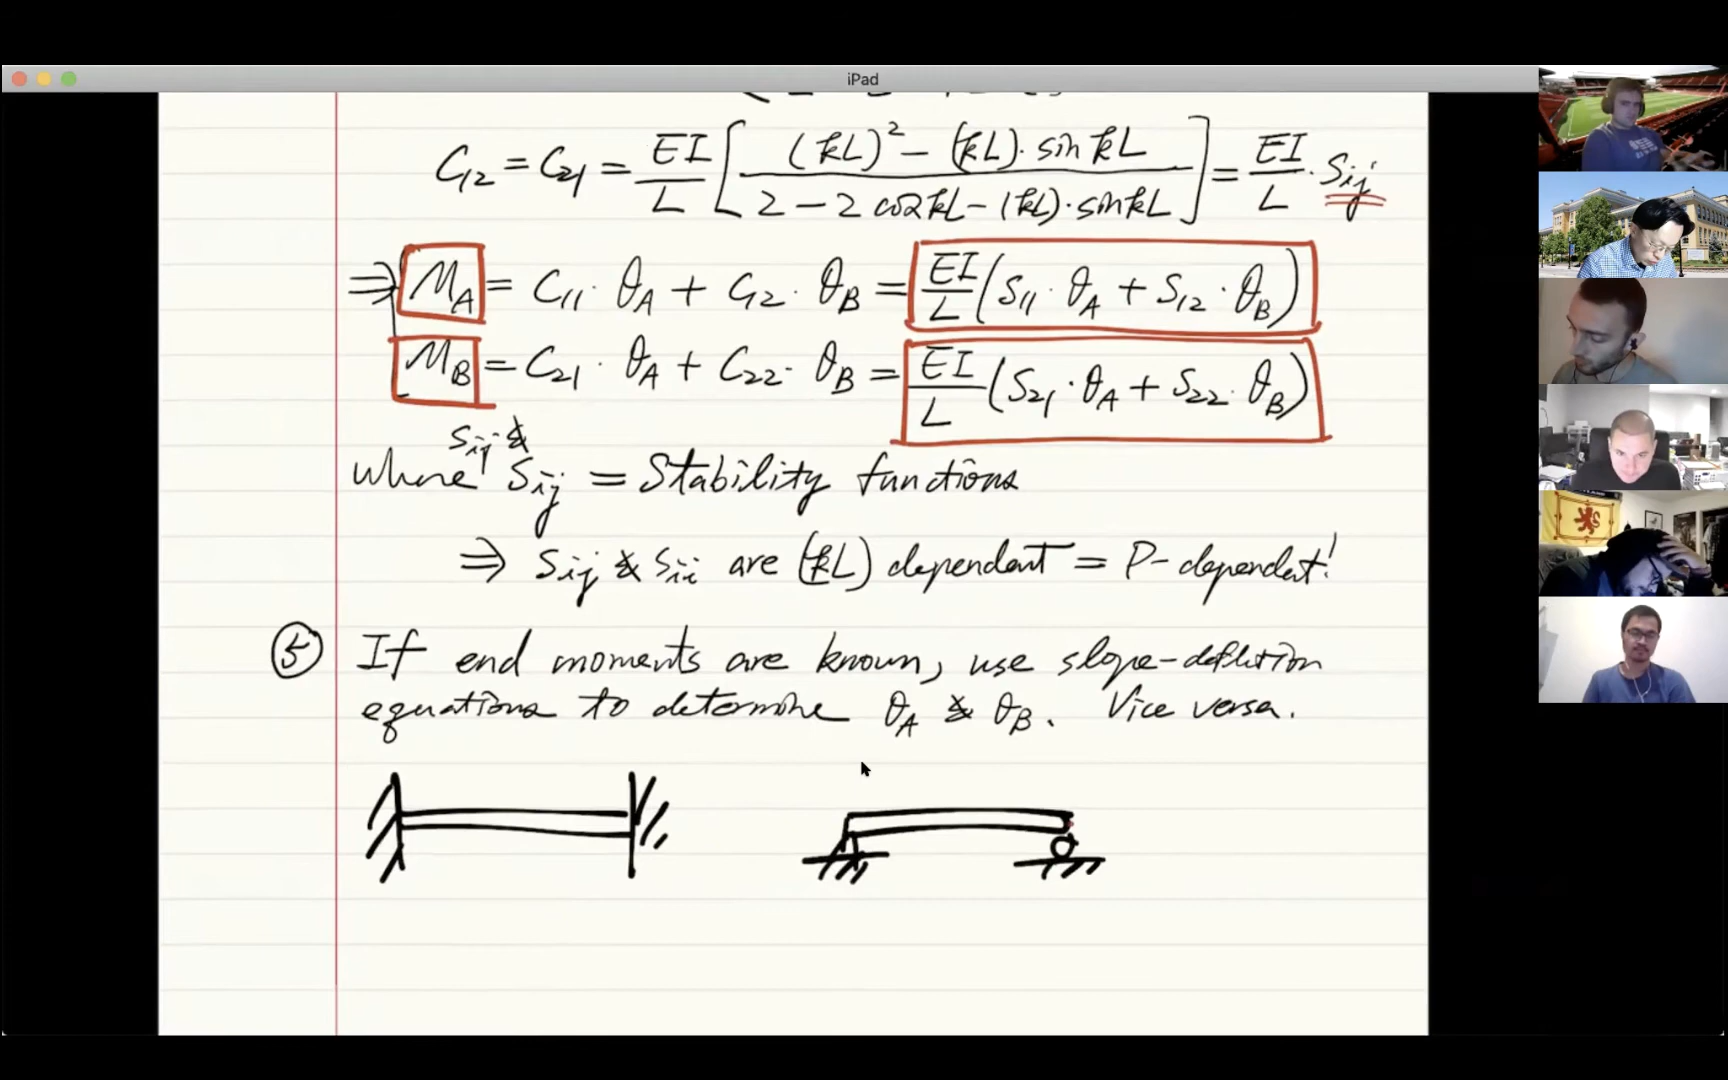 iPad
C12 = C21 = EI/L [ ((kL)² − (kL)· sin kL) / (2 − 2 cos kL − (kL)· sin kL) ] = EI/L · Sij
⇒ MA = C11· θA + C12 · θB = EI/L (S11 · θA + S12 · θB)
MB = C21 · θA + C22 · θB = EI/L (S21 · θA + S22 · θB)
Sij &
where Sij = Stability functions
⇒ Sij & Sii are (kL) dependent = P-dependent!
⑤ If end moments are known, use slope-defletion
equations to determine θA & θB. Vice versa.